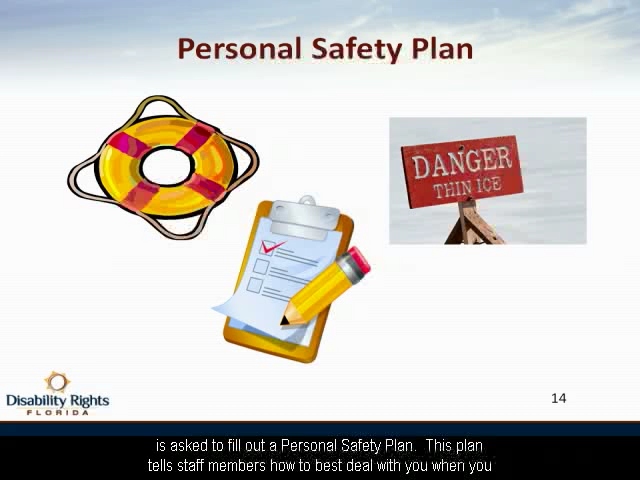 Personal Safety Plan
DANGER
THIN ICE
Disability Rights
FLORIDA
14
is asked to fill out a Personal Safety Plan.  This plan
tells staff members how to best deal with you when you